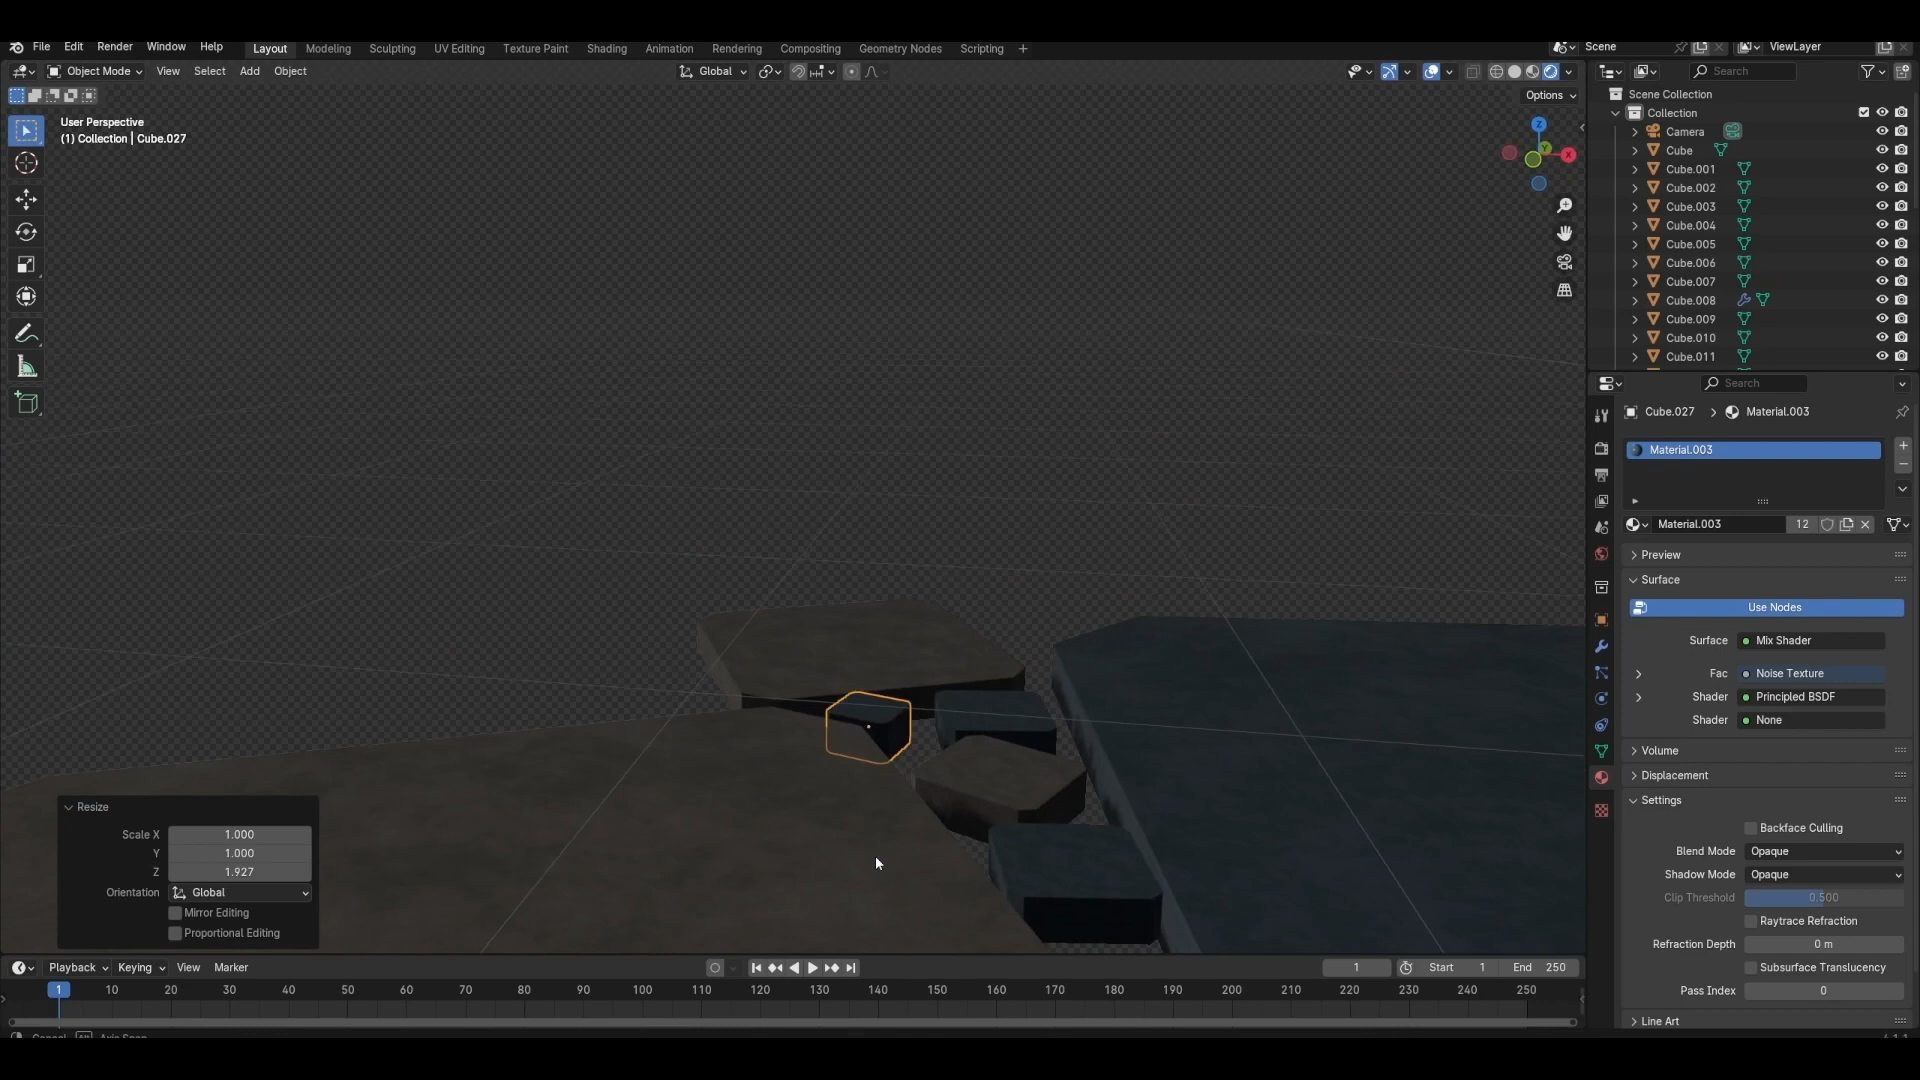 File Edit Render Window Help Layout Modeling Sculpting UV Editing Texture Paint Shading Animation Rendering Compositing Geometry Nodes Scripting + Scene ViewLayer
Object Mode View Select Add Object Global Search
Options
User Perspective
(1) Collection | Cube.027
Z
Y
X
Scene Collection
Collection
Camera
Cube
Cube.001
Cube.002
Cube.003
Cube.004
Cube.005
Cube.006
Cube.007
Cube.008
Cube.009
Cube.010
Cube.011
Search
Cube.027 > Material.003
Material.003
Material.003 12
Preview
Surface
Use Nodes
Surface Mix Shader
Fac Noise Texture
Shader Principled BSDF
Shader None
Volume
Displacement
Settings
Backface Culling
Blend Mode Opaque
Shadow Mode Opaque
Clip Threshold 0.500
Raytrace Refraction
Refraction Depth 0 m
Subsurface Translucency
Pass Index 0
Line Art
Resize
Scale X 1.000
Y 1.000
Z 1.927
Orientation Global
Mirror Editing
Proportional Editing
Playback Keying View Marker 1 Start 1 End 250
1 10 20 30 40 50 60 70 80 90 100 110 120 130 140 150 160 170 180 190 200 210 220 230 240 250